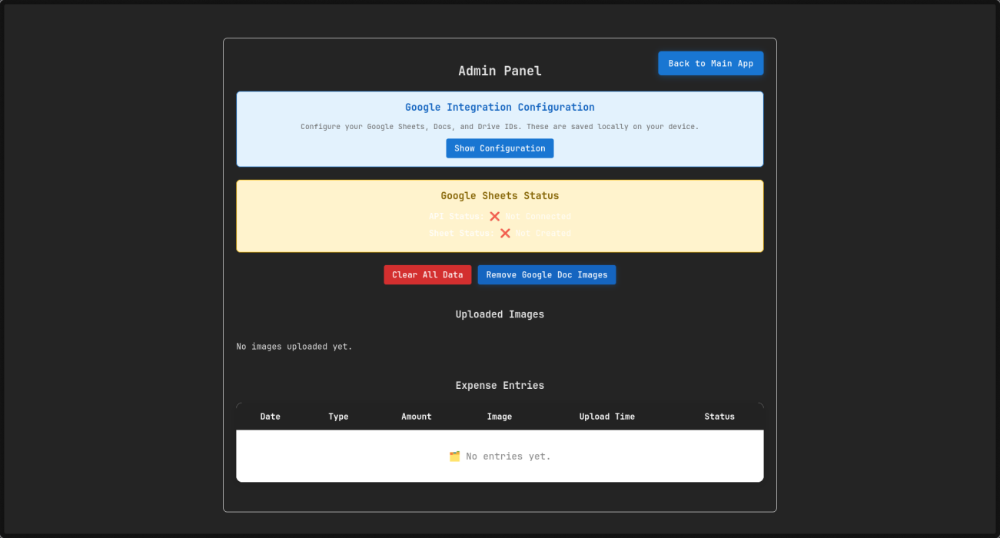 Back to Main App
Admin Panel
Google Integration Configuration
Configure your Google Sheets, Docs, and Drive IDs. These are saved locally on your device.
Show Configuration
Google Sheets Status
API Status: ❌ Not Connected
Sheet Status: ❌ Not Created
Clear All Data Remove Google Doc Images
Uploaded Images
No images uploaded yet.
Expense Entries
Date Type Amount Image Upload Time Status
🗂️ No entries yet.